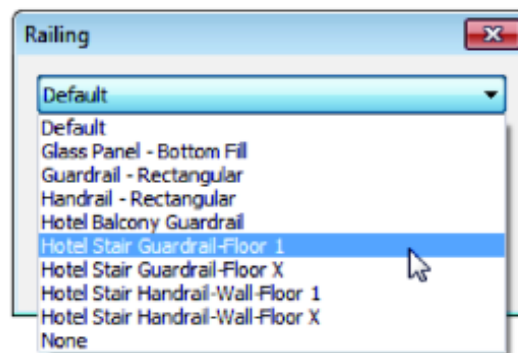 Railing
Default
Default
Glass Panel - Bottom Fill
Guardrail - Rectangular
Handrail - Rectangular
Hotel Balcony Guardrail
Hotel Stair Guardrail-Floor 1
Hotel Stair Guardrail-Floor X
Hotel Stair Handrail-Wall-Floor 1
Hotel Stair Handrail-Wall-Floor X
None